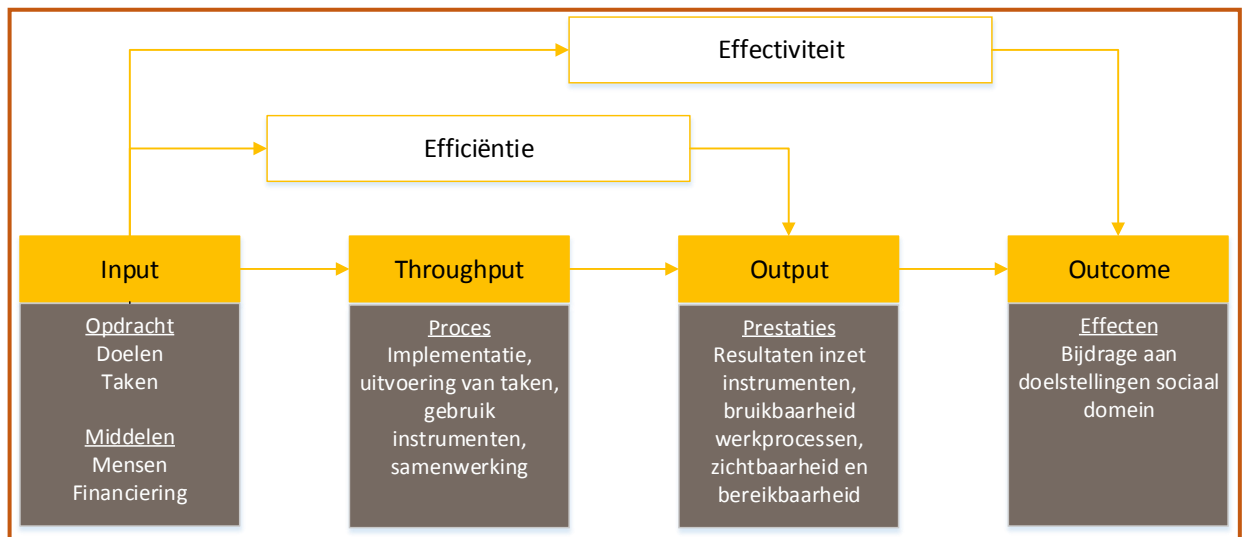 Effectiviteit
Efficiëntie
Input
Opdracht
Doelen
Taken
Middelen
Mensen
Financiering
Throughput
Proces
Implementatie,
uitvoering van taken,
gebruik
instrumenten,
samenwerking
Output
Prestaties
Resultaten inzet
instrumenten,
bruikbaarheid
werkprocessen,
zichtbaarheid en
bereikbaarheid
Outcome
Effecten
Bijdrage aan
doelstellingen sociaal
domein